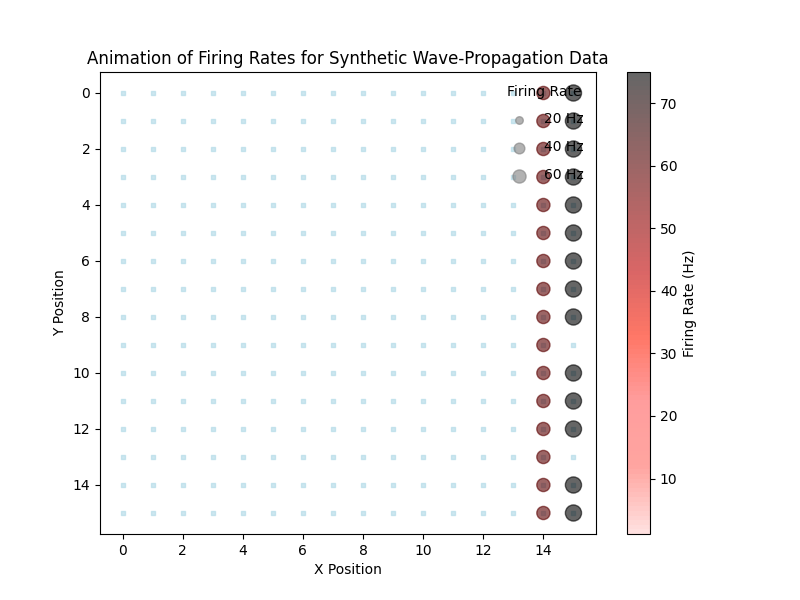 Animation of Firing Rates for Synthetic Wave-Propagation Data
Firing Rate
20 Hz
40 Hz
60 Hz
0
2
4
6
8
10
12
14
Y Position
0 2 4 6 8 10 12 14
X Position
70
60
50
40
30
20
10
Firing Rate (Hz)